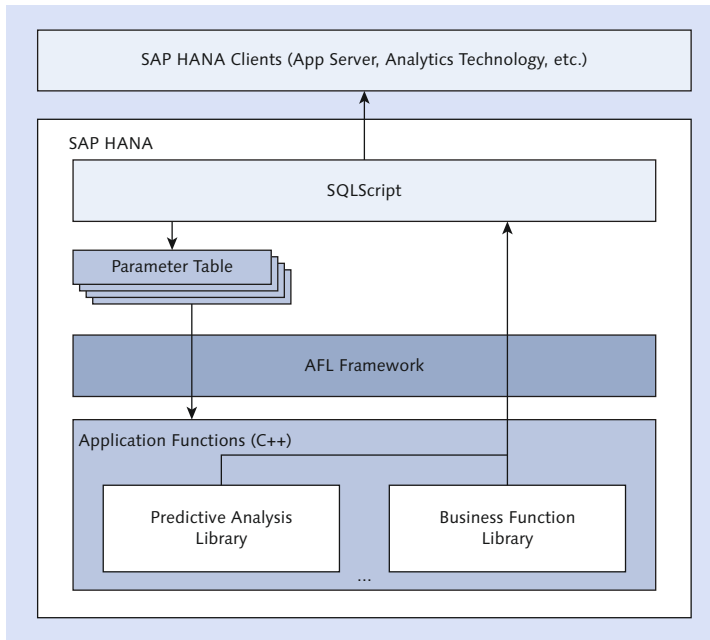 SAP HANA Clients (App Server, Analytics Technology, etc.)
SAP HANA
SQLScript
Parameter Table
AFL Framework
Application Functions (C++)
Predictive Analysis
Library
Business Function
Library
...